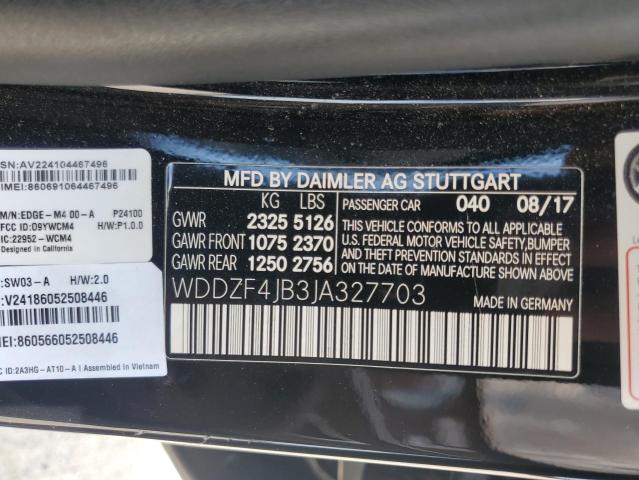 SN:AV224104467496
IMEI:860691064467496
M/N:EDGE-M4 00-A P24100
FCC ID:O9YWCM4 H/W:P1.0.0
IC:22952-WCM4
Designed in California
:SW03-A H/W:2.0
V24186052508446
MEI:860566052508446
C ID:2A3HG-AT10-A I Assembled in Vietnam
MFD BY DAIMLER AG STUTTGART
KG LBS
PASSENGER CAR 040 08/17
GVWR 2325 5126
GAWR FRONT 1075 2370
GAWR REAR 1250 2756
THIS VEHICLE CONFORMS TO ALL APPLICABLE
U.S. FEDERAL MOTOR VEHICLE SAFETY,BUMPER
AND THEFT PREVENTION STANDARDS IN EFFECT
ON THE DATE OF MANUFACTURE SHOWN ABOVE.
WDDZF4JB3JA327703
MADE IN GERMANY